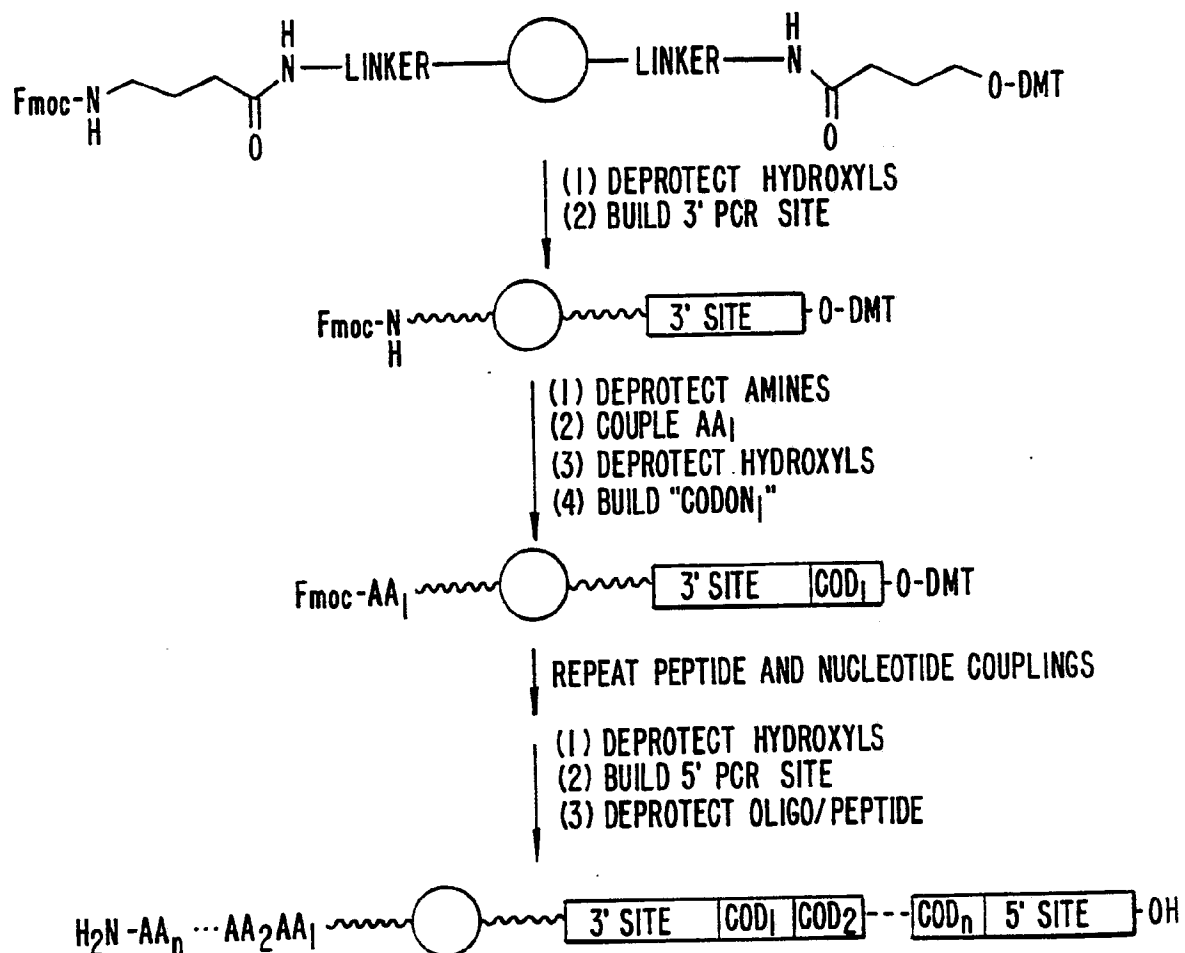 H H
Fmoc-N N-LINKER LINKER-N O-DMT
H O O
(1) DEPROTECT HYDROXYLS
(2) BUILD 3' PCR SITE
Fmoc-N 3' SITE O-DMT
H
(1) DEPROTECT AMINES
(2) COUPLE AA1
(3) DEPROTECT HYDROXYLS
(4) BUILD "CODON1"
Fmoc-AA1 3' SITE COD1 O-DMT
REPEAT PEPTIDE AND NUCLEOTIDE COUPLINGS
(1) DEPROTECT HYDROXYLS
(2) BUILD 5' PCR SITE
(3) DEPROTECT OLIGO/PEPTIDE
H2N-AAn ··· AA2AA1 3' SITE COD1 COD2 --- CODn 5' SITE OH